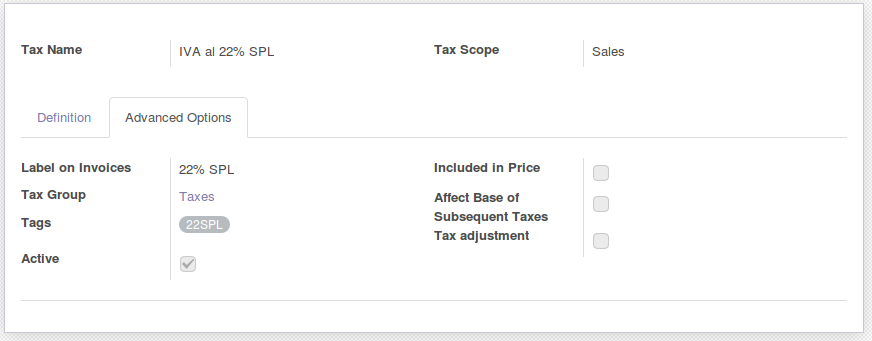 Tax Name
IVA al 22% SPL
Tax Scope
Sales
Definition
Advanced Options
Label on Invoices
22% SPL
Tax Group
Taxes
Tags
22SPL
Active
Included in Price
Affect Base of
Subsequent Taxes
Tax adjustment